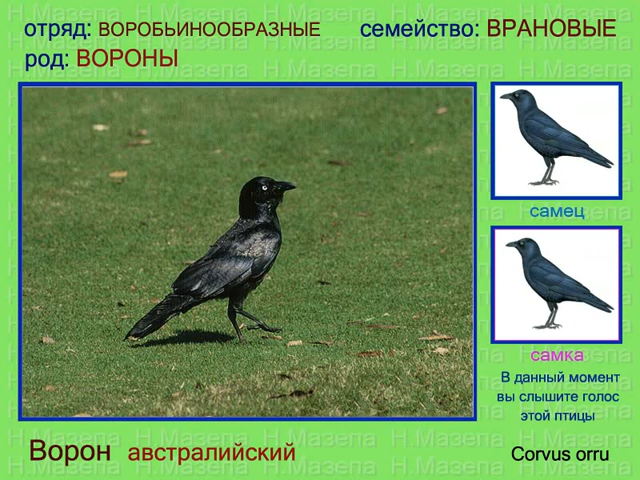 отряд: ВОРОБЬИНООБРАЗНЫЕ семейство: ВРАНОВЫЕ
род: ВОРОНЫ
самец
самка
В данный момент
вы слышите голос
этой птицы
Ворон австралийский Corvus orru
Н.Мазепа